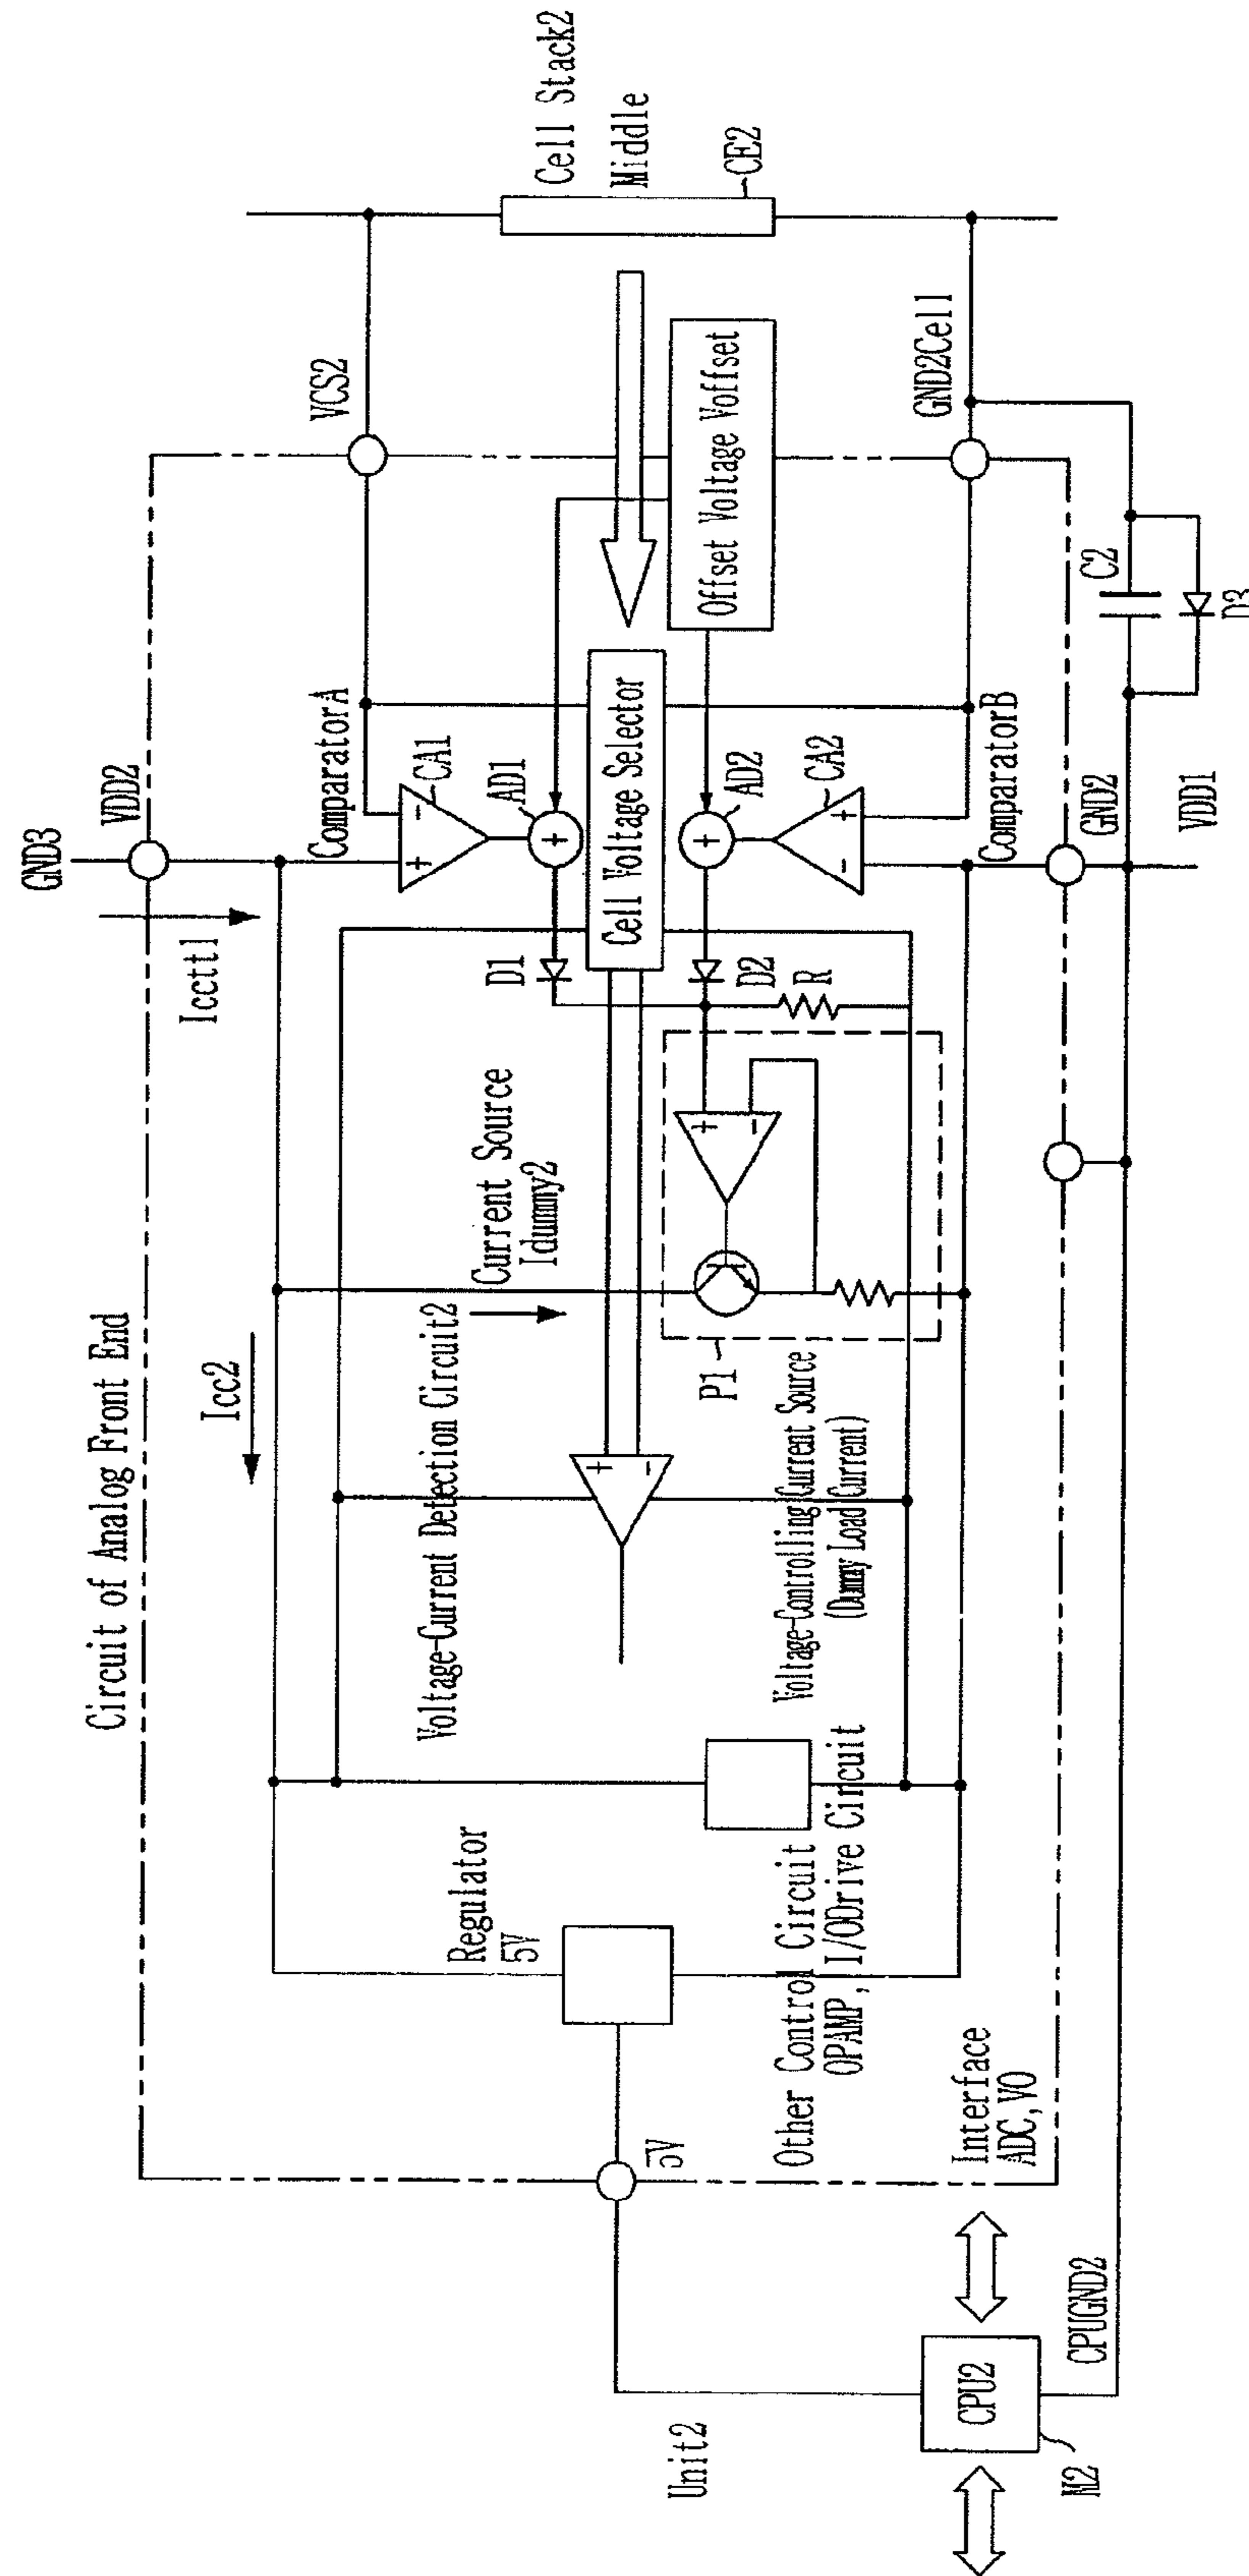 Circuit of Analog Front End
GND3
VDD2
Iccttl
Icc2
VCS2
Cell Stack2
Middle
CE2
ComparatorA
CA1
AD1
D1
Cell Voltage Selector
Offset Voltage Voffset
AD2
CA2
D2
R
ComparatorB
GND2Cell
GND2
VDD1
C2
D3
Current Source
Idummy2
P1
Voltage-Current Detection Circuit2
Voltage-Controlling Current Source
(Dummy Load Current)
Regulator
5V
Other Control Circuit
OPAMP, I/ODrive Circuit
5V
Interface
ADC, VO
Unit2
CPU2
M2
CPUGND2
+
-
+
+
+
-
+
-
+
-